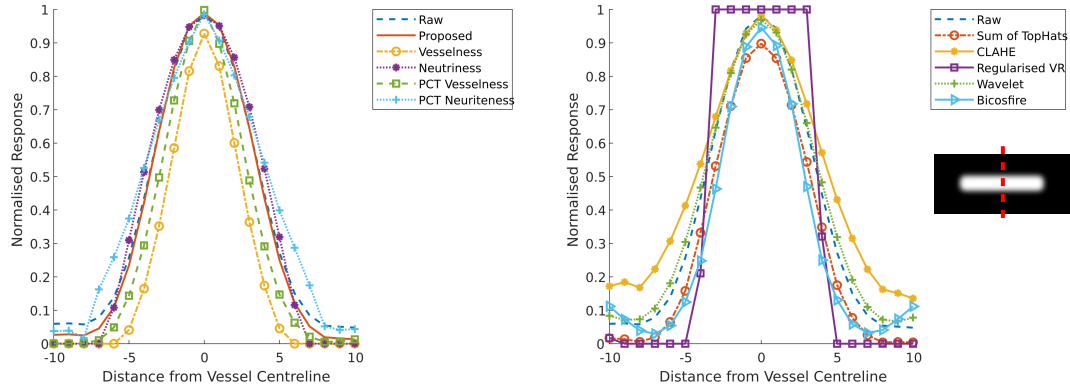 1
0.9
0.8
0.7
0.6
0.5
0.4
0.3
0.2
0.1
0
-10 -5 0 5 10
Normalised Response
Distance from Vessel Centreline
Raw
Proposed
Vesselness
Neutriness
PCT Vesselness
PCT Neuriteness
1
0.9
0.8
0.7
0.6
0.5
0.4
0.3
0.2
0.1
0
-10 -5 0 5 10
Normalised Response
Distance from Vessel Centreline
Raw
Sum of TopHats
CLAHE
Regularised VR
Wavelet
Bicosfire